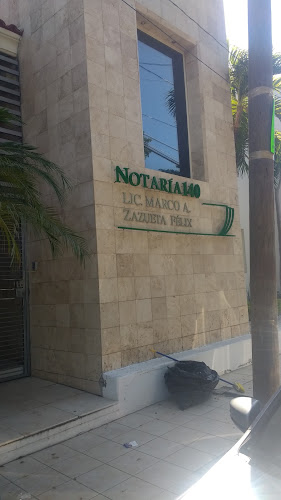 NOTARÍA 140
LIC. MARCO A.
ZAZUETA FÉLIX